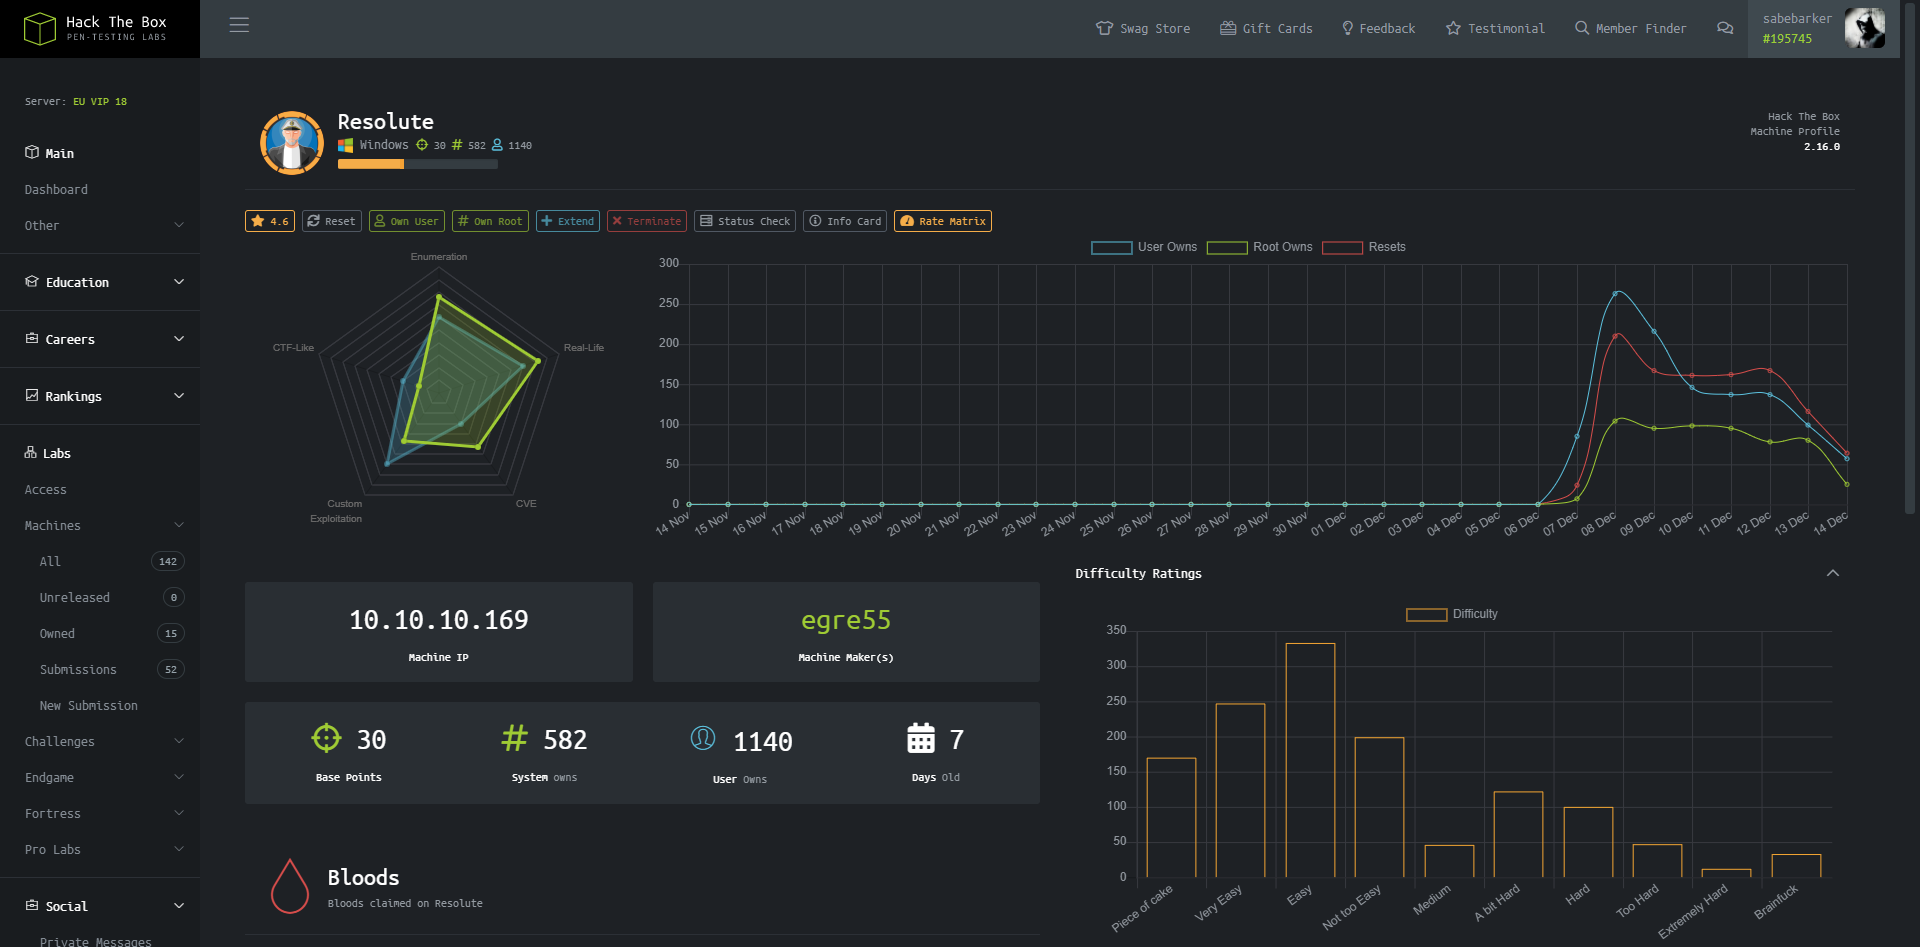 Hack The Box
PEN-TESTING LABS
Swag Store
Gift Cards
Feedback
Testimonial
Member Finder
sabebarker
#195745
Server: EU VIP 18
Main
Dashboard
Other
Education
Careers
Rankings
Labs
Access
Machines
All 142
Unreleased 0
Owned 15
Submissions 52
New Submission
Challenges
Endgame
Fortress
Pro Labs
Social
Private Messages
Resolute
Windows 30 # 582 1140
Hack The Box
Machine Profile
2.16.0
4.6 Reset Own User # Own Root Extend Terminate Status Check Info Card Rate Matrix
Enumeration
CTF-Like
Real-Life
Custom
Exploitation
CVE
User Owns Root Owns Resets
300
250
200
150
100
50
0
14 Nov 15 Nov 16 Nov 17 Nov 18 Nov 19 Nov 20 Nov 21 Nov 22 Nov 23 Nov 24 Nov 25 Nov 26 Nov 27 Nov 28 Nov 29 Nov 30 Nov 01 Dec 02 Dec 03 Dec 04 Dec 05 Dec 06 Dec 07 Dec 08 Dec 09 Dec 10 Dec 11 Dec 12 Dec 13 Dec 14 Dec
10.10.10.169
Machine IP
egre55
Machine Maker(s)
30
Base Points
# 582
System owns
1140
User Owns
7
Days Old
Bloods
Bloods claimed on Resolute
Difficulty Ratings
Difficulty
350
300
250
200
150
100
50
0
Piece of cake Very Easy Easy Not too Easy Medium A bit Hard Hard Too Hard Extremely Hard Brainfuck